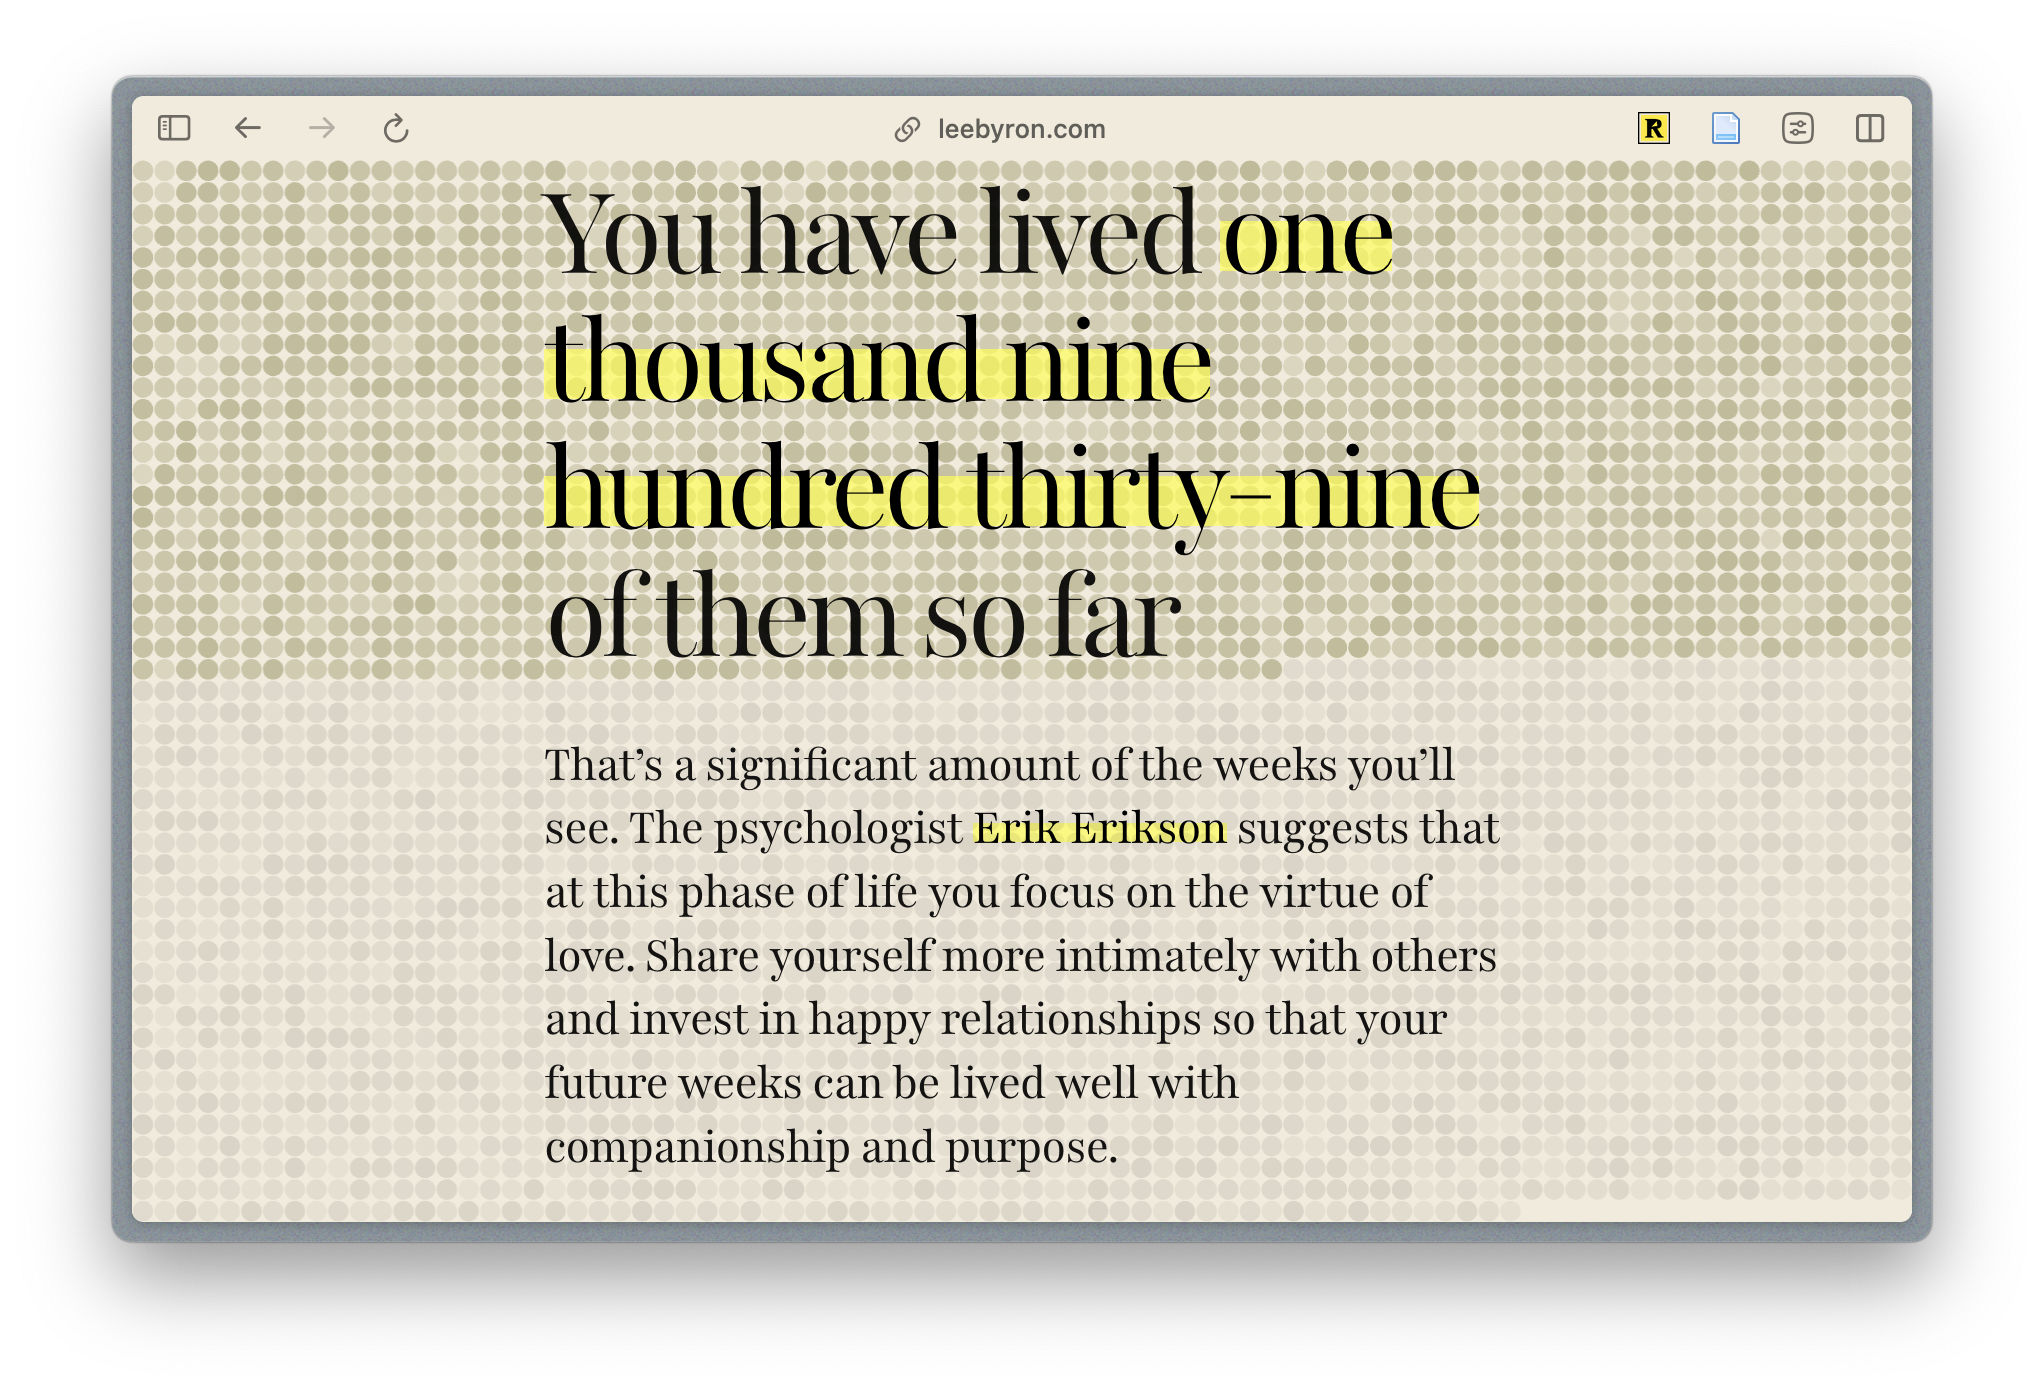 leebyron.com
R
You have lived one
thousand nine
hundred thirty–nine
of them so far
That’s a significant amount of the weeks you’ll
see. The psychologist Erik Erikson suggests that
at this phase of life you focus on the virtue of
love. Share yourself more intimately with others
and invest in happy relationships so that your
future weeks can be lived well with
companionship and purpose.